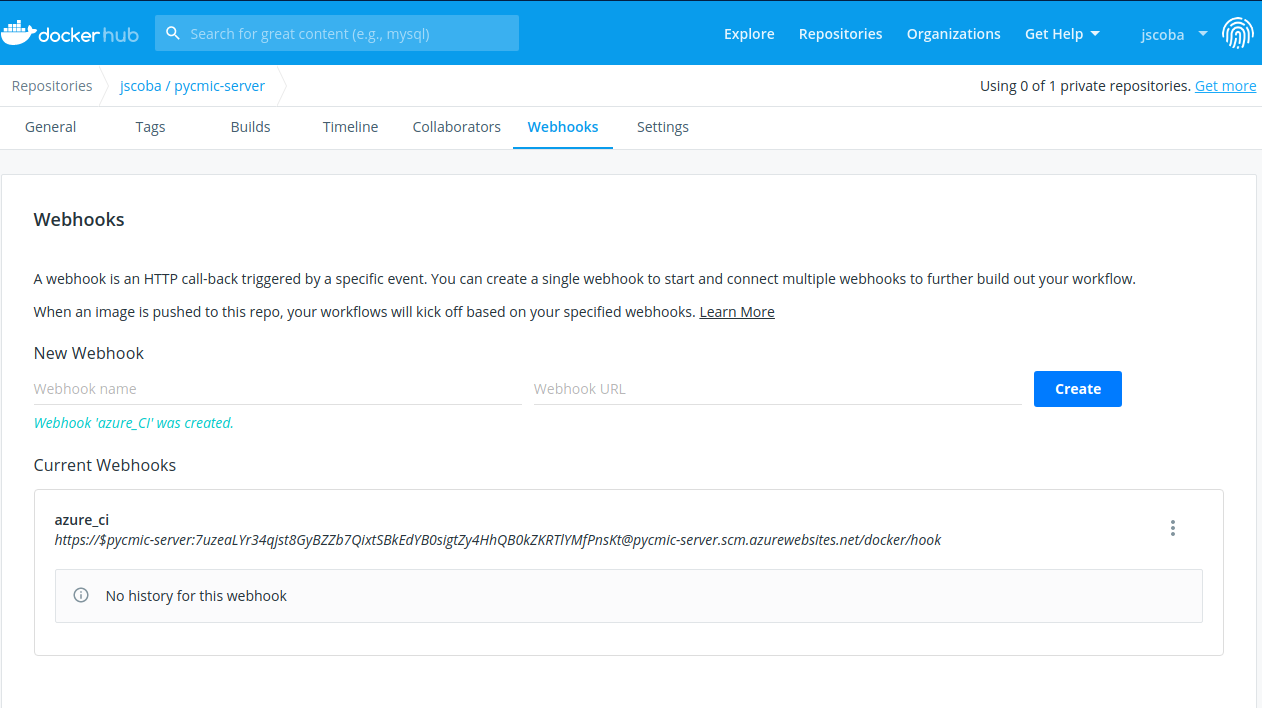 docker hub Search for great content (e.g., mysql) Explore Repositories Organizations Get Help jscoba
Repositories jscoba / pycmic-server Using 0 of 1 private repositories. Get more
General Tags Builds Timeline Collaborators Webhooks Settings
Webhooks
A webhook is an HTTP call-back triggered by a specific event. You can create a single webhook to start and connect multiple webhooks to further build out your workflow.
When an image is pushed to this repo, your workflows will kick off based on your specified webhooks. Learn More
New Webhook
Webhook name Webhook URL Create
Webhook 'azure_CI' was created.
Current Webhooks
azure_ci
https://$pycmic-server:7uzeaLYr34qjst8GyBZZb7QixtSBkEdYB0sigtZy4HhQB0kZKRTlYMfPnsKt@pycmic-server.scm.azurewebsites.net/docker/hook
No history for this webhook